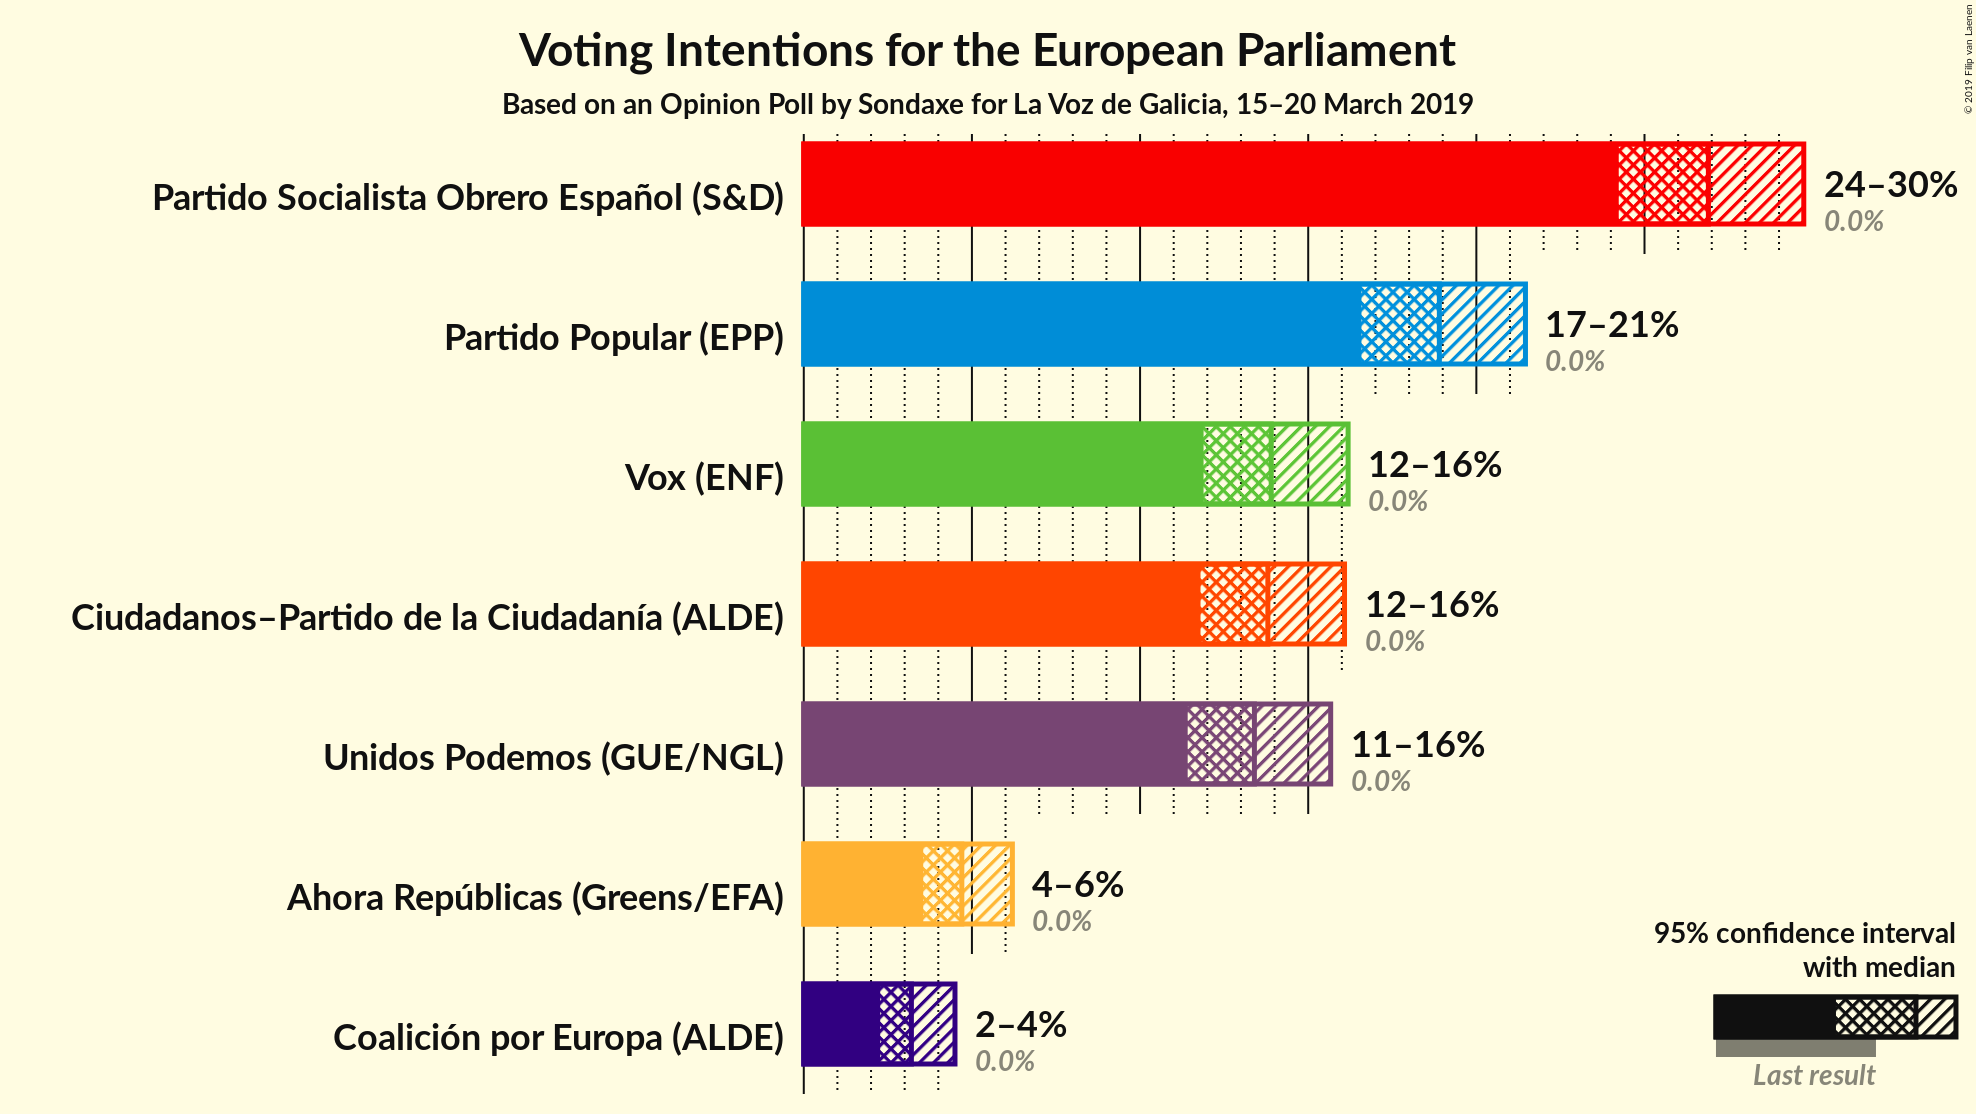 Voting Intentions for the European Parliament
Based on an Opinion Poll by Sondaxe for La Voz de Galicia, 15–20 March 2019
© 2019 Filip van Laenen
Partido Socialista Obrero Español (S&D)
24–30%
0.0%
Partido Popular (EPP)
17–21%
0.0%
Vox (ENF)
12–16%
0.0%
Ciudadanos–Partido de la Ciudadanía (ALDE)
12–16%
0.0%
Unidos Podemos (GUE/NGL)
11–16%
0.0%
Ahora Repúblicas (Greens/EFA)
4–6%
0.0%
Coalición por Europa (ALDE)
2–4%
0.0%
95% confidence interval
with median
Last result